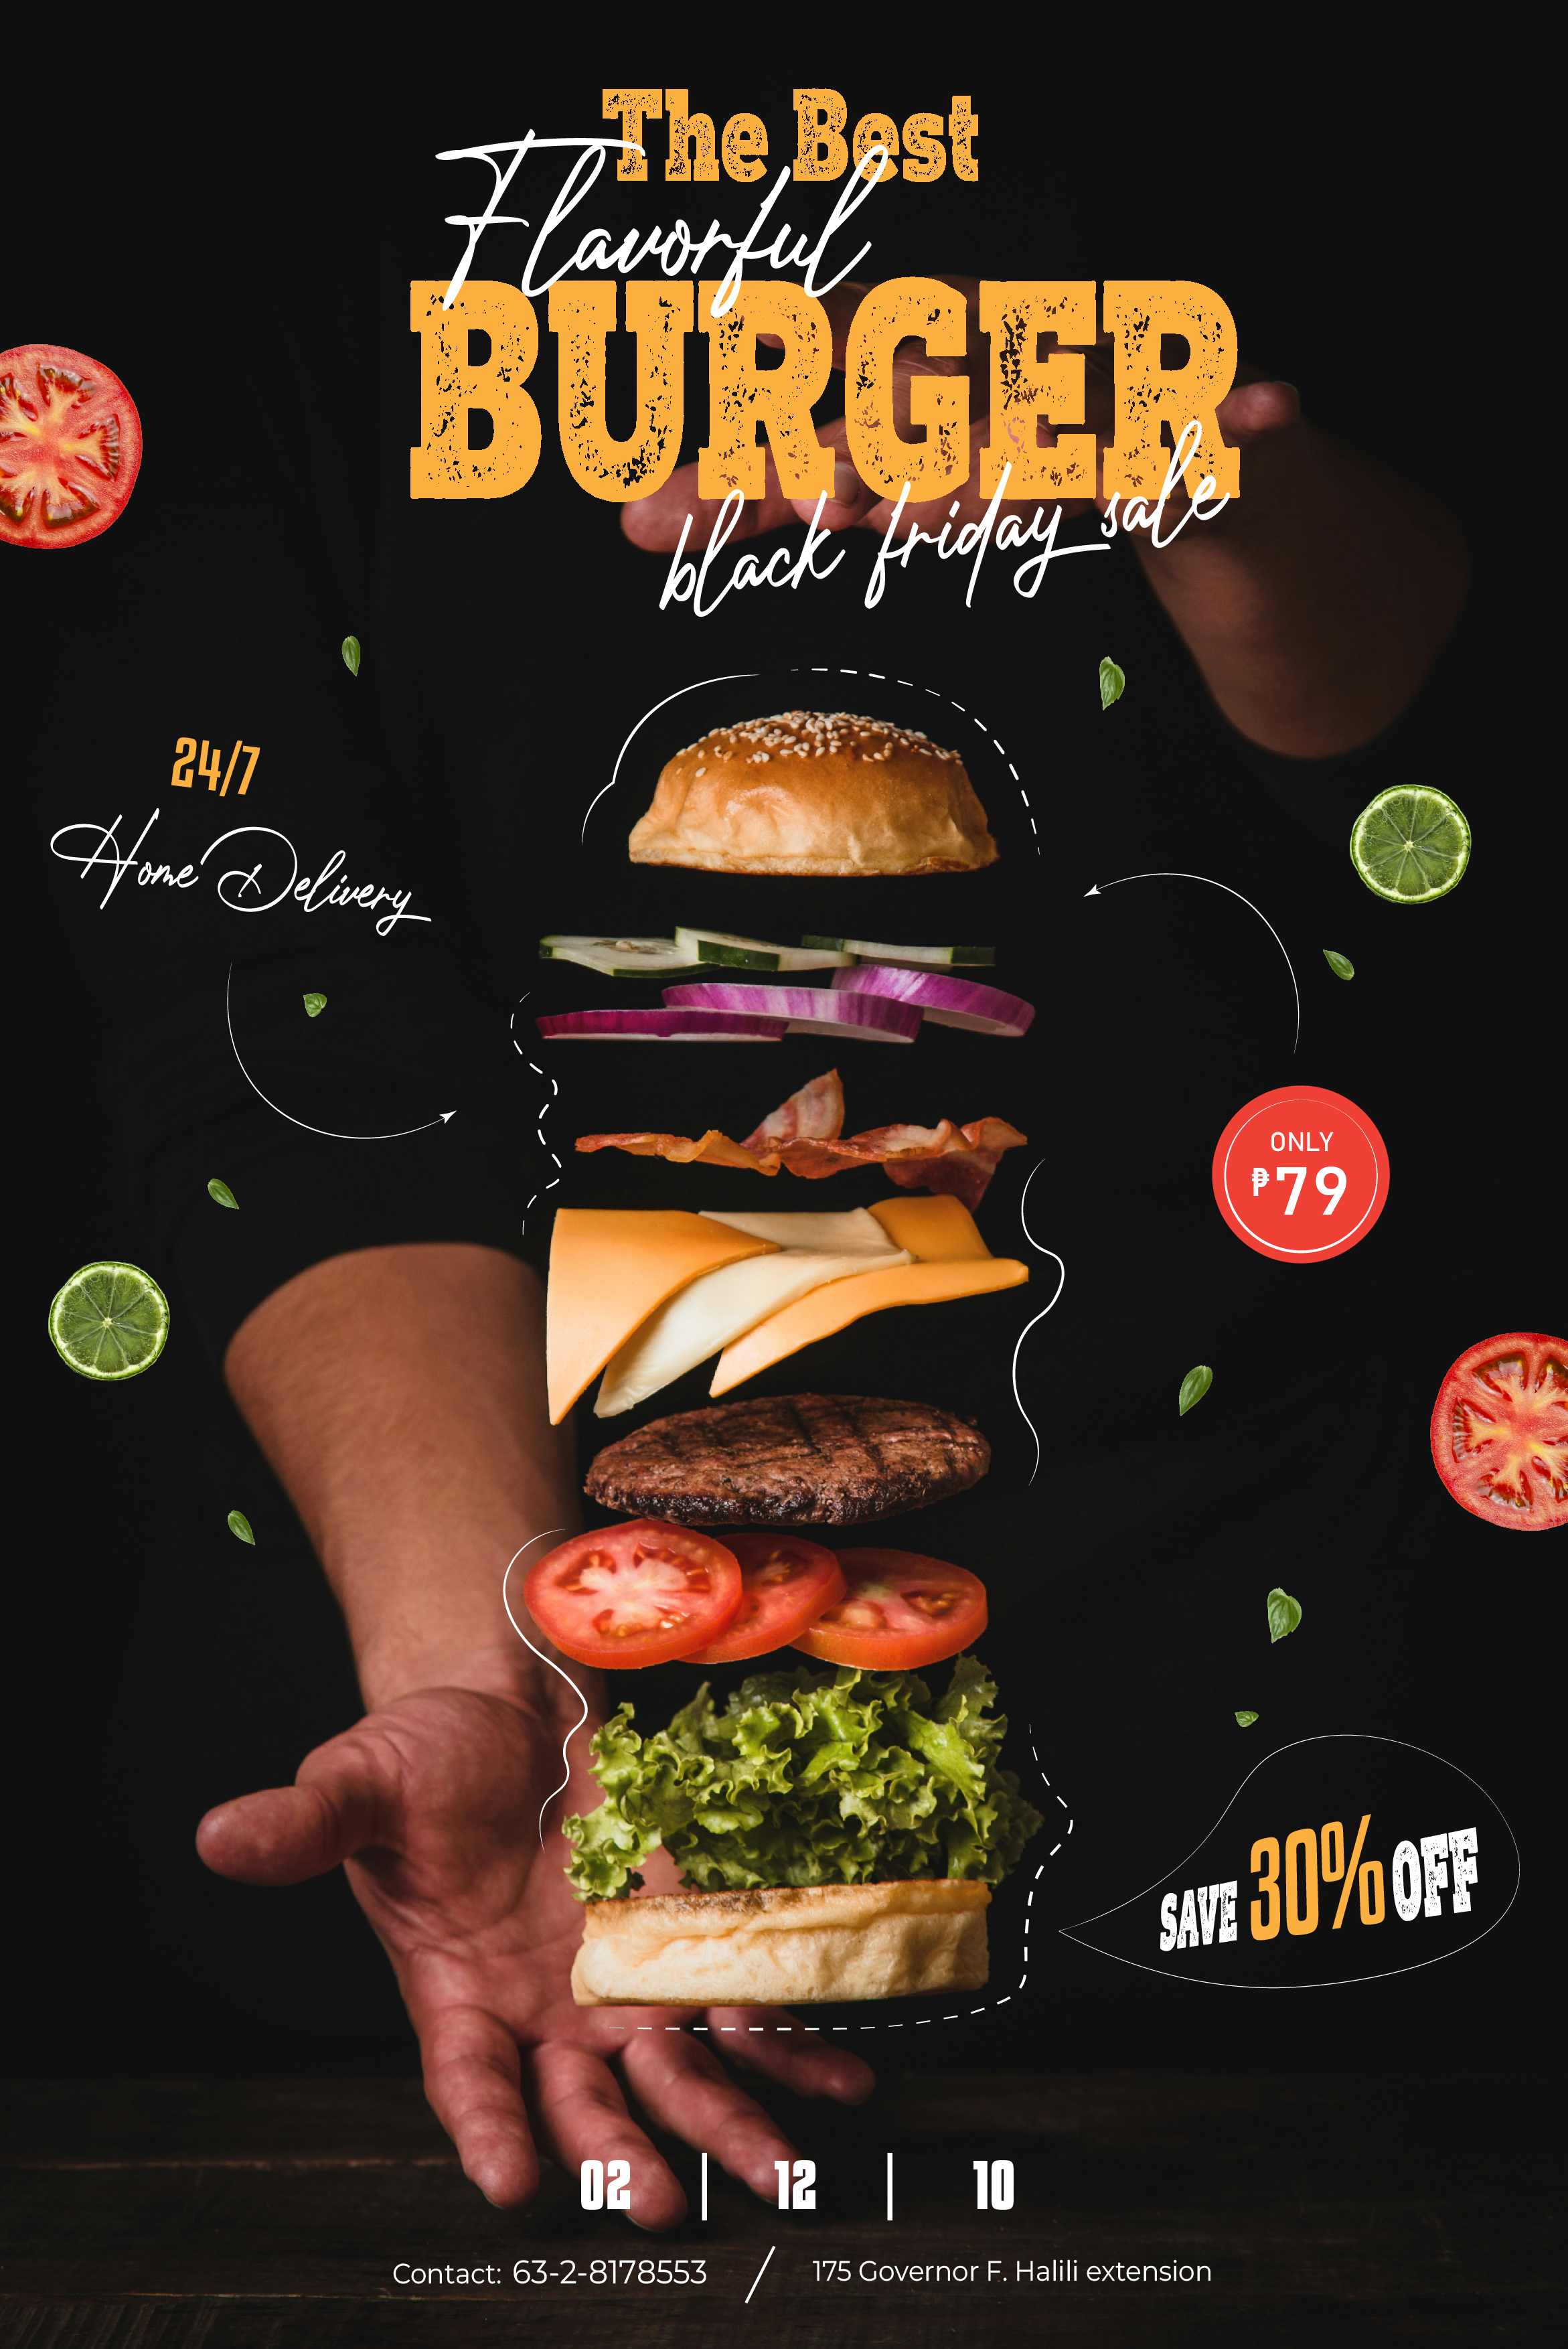 The Best
Flavorful
BURGER
black friday sale
24/7
Home Delivery
ONLY
₱79
SAVE 30% OFF
02 | 12 | 10
Contact: 63-2-8178553 / 175 Governor F. Halili extension